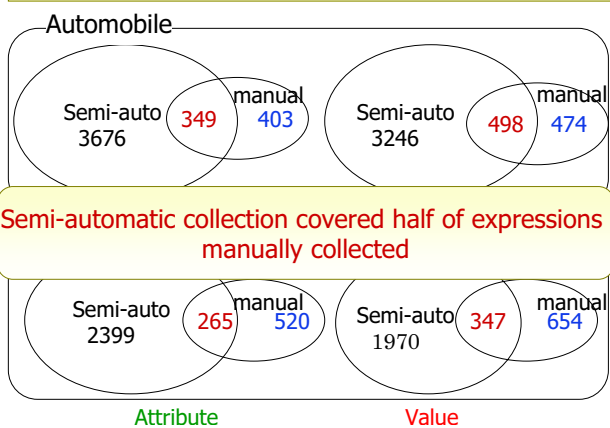 Automobile
Semi-auto
3676
349
manual
403
Semi-auto
3246
498
manual
474
Semi-automatic collection covered half of expressions
manually collected
Semi-auto
2399
265
manual
520
Semi-auto
1970
347
manual
654
Attribute
Value